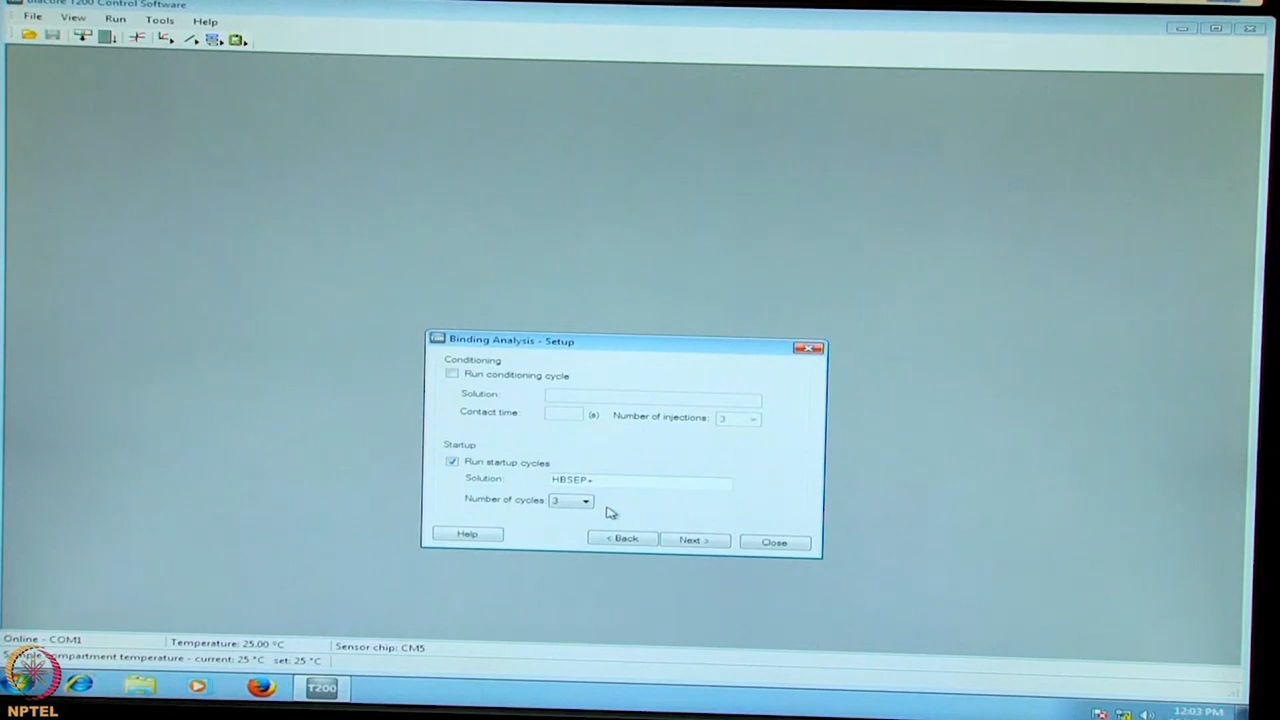 Biacore T200 Control Software
File View Run Tools Help
Binding Analysis - Setup
Conditioning
Run conditioning cycle
Solution:
Contact time: (s) Number of injections: 3
Startup
Run startup cycles
Solution: HBSEP+
Number of cycles: 3
Help < Back Next > Close
Online - COM1 Temperature: 25.00 °C Sensor chip: CM5
Sample compartment temperature - current: 25 °C set: 25 °C
T200
NPTEL
12:03 PM